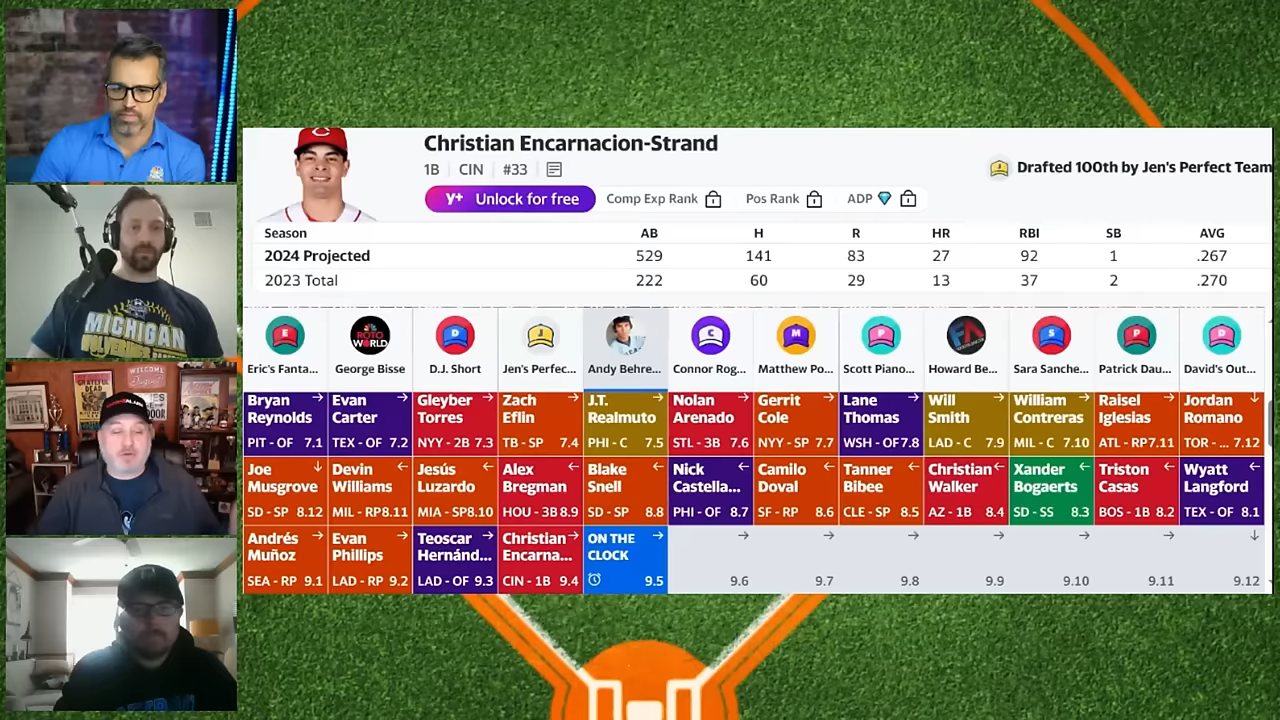 Christian Encarnacion-Strand
1B CIN #33
J Drafted 100th by Jen's Perfect Team
y+ Unlock for free Comp Exp Rank Pos Rank ADP
Season AB H R HR RBI SB AVG
2024 Projected 529 141 83 27 92 1 .267
2023 Total 222 60 29 13 37 2 .270
E ROTO WORLD D J C M P FA S P D
Eric's Fanta... George Bisse D.J. Short Jen's Perfec... Andy Behre... Connor Rog... Matthew Po... Scott Piano... Howard Be... Sara Sanche... Patrick Dau... David's Out...
Bryan Reynolds → PIT - OF 7.1
Evan Carter → TEX - OF 7.2
Gleyber Torres → NYY - 2B 7.3
Zach Eflin → TB - SP 7.4
J.T. Realmuto → PHI - C 7.5
Nolan Arenado → STL - 3B 7.6
Gerrit Cole → NYY - SP 7.7
Lane Thomas → WSH - OF 7.8
Will Smith → LAD - C 7.9
William Contreras → MIL - C 7.10
Raisel Iglesias → ATL - RP 7.11
Jordan Romano ↓ TOR - ... 7.12
Joe Musgrove ↓ SD - SP 8.12
Devin Williams ← MIL - RP 8.11
Jesús Luzardo ← MIA - SP 8.10
Alex Bregman ← HOU - 3B 8.9
Blake Snell ← SD - SP 8.8
Nick Castella... ← PHI - OF 8.7
Camilo Doval ← SF - RP 8.6
Tanner Bibee ← CLE - SP 8.5
Christian Walker ← AZ - 1B 8.4
Xander Bogaerts ← SD - SS 8.3
Triston Casas ← BOS - 1B 8.2
Wyatt Langford ← TEX - OF 8.1
Andrés Muñoz → SEA - RP 9.1
Evan Phillips → LAD - RP 9.2
Teoscar Hernánd... → LAD - OF 9.3
Christian Encarna... → CIN - 1B 9.4
ON THE CLOCK → 9.5
→ 9.6
→ 9.7
→ 9.8
→ 9.9
→ 9.10
→ 9.11
↓ 9.12
MICHIGAN
WOLVERINES